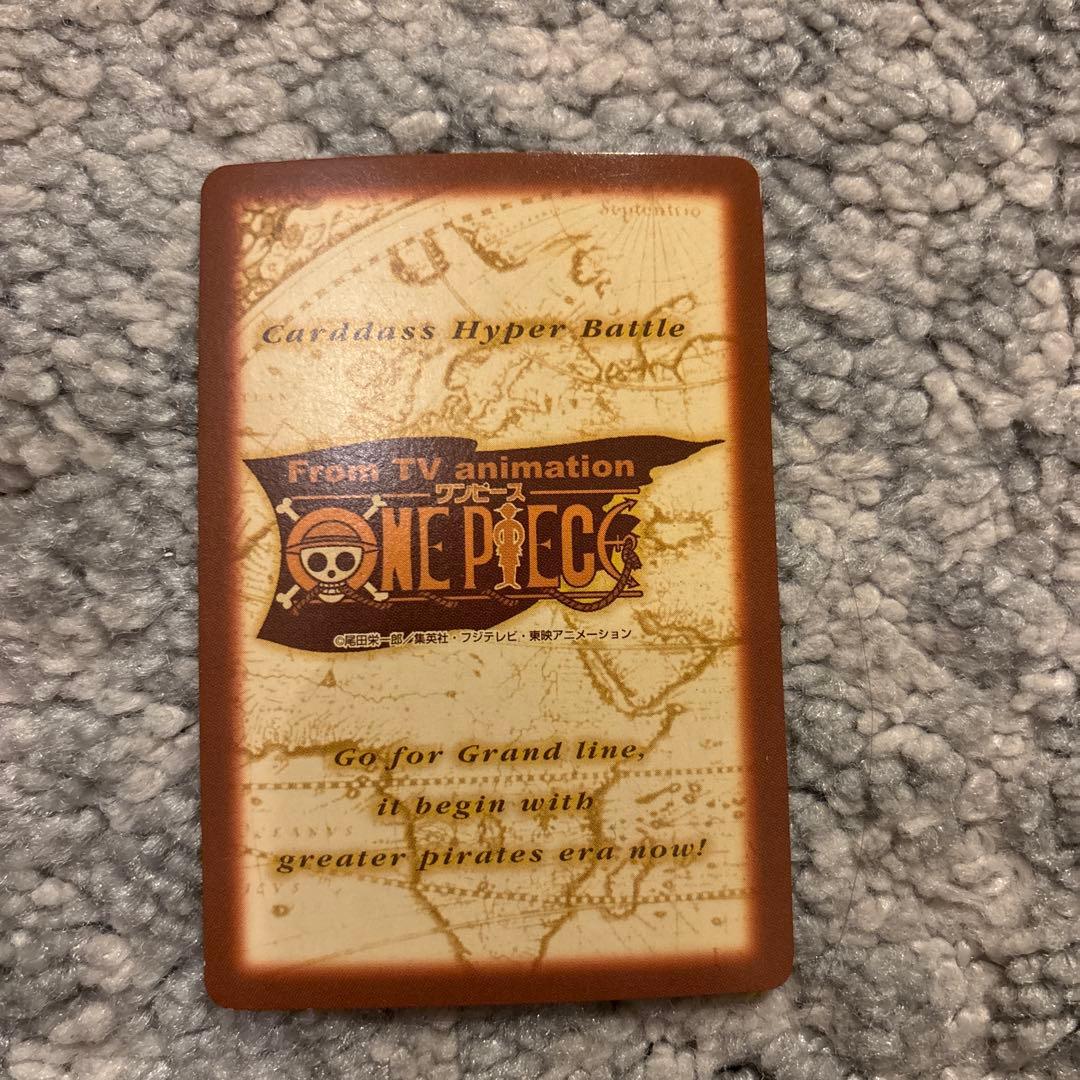 Septentrio
Carddass Hyper Battle
From TV animation
ワンピース
ONE PIECE
©尾田栄一郎／集英社・フジテレビ・東映アニメーション
Go for Grand line,
it begin with
greater pirates era now!